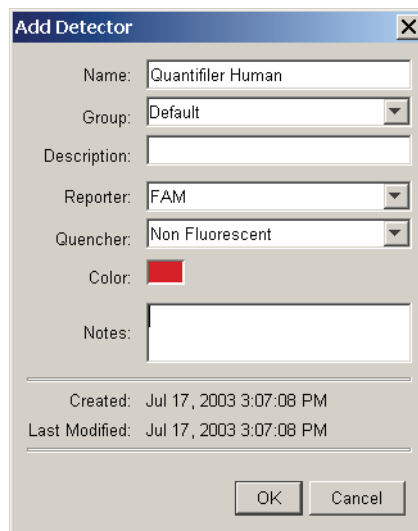 Add Detector
Name: Quantifiler Human
Group: Default
Description:
Reporter: FAM
Quencher: Non Fluorescent
Color:
Notes:
Created: Jul 17, 2003 3:07:08 PM
Last Modified: Jul 17, 2003 3:07:08 PM
OK Cancel